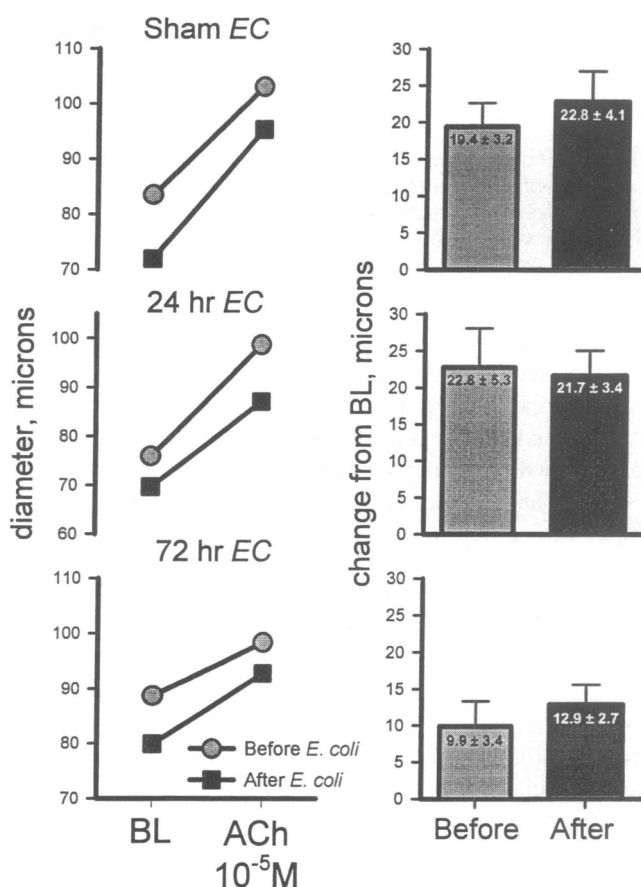 Sham EC
110
100
90
80
70
30
25
20
15
10
5
0
19.4 ± 3.2
22.8 ± 4.1
24 hr EC
100
90
80
70
60
30
25
20
15
10
5
0
22.8 ± 5.3
21.7 ± 3.4
72 hr EC
110
100
90
80
70
30
25
20
15
10
5
0
9.9 ± 3.4
12.9 ± 2.7
diameter, microns
change from BL, microns
Before E. coli
After E. coli
BL
ACh
10⁻⁵M
Before
After